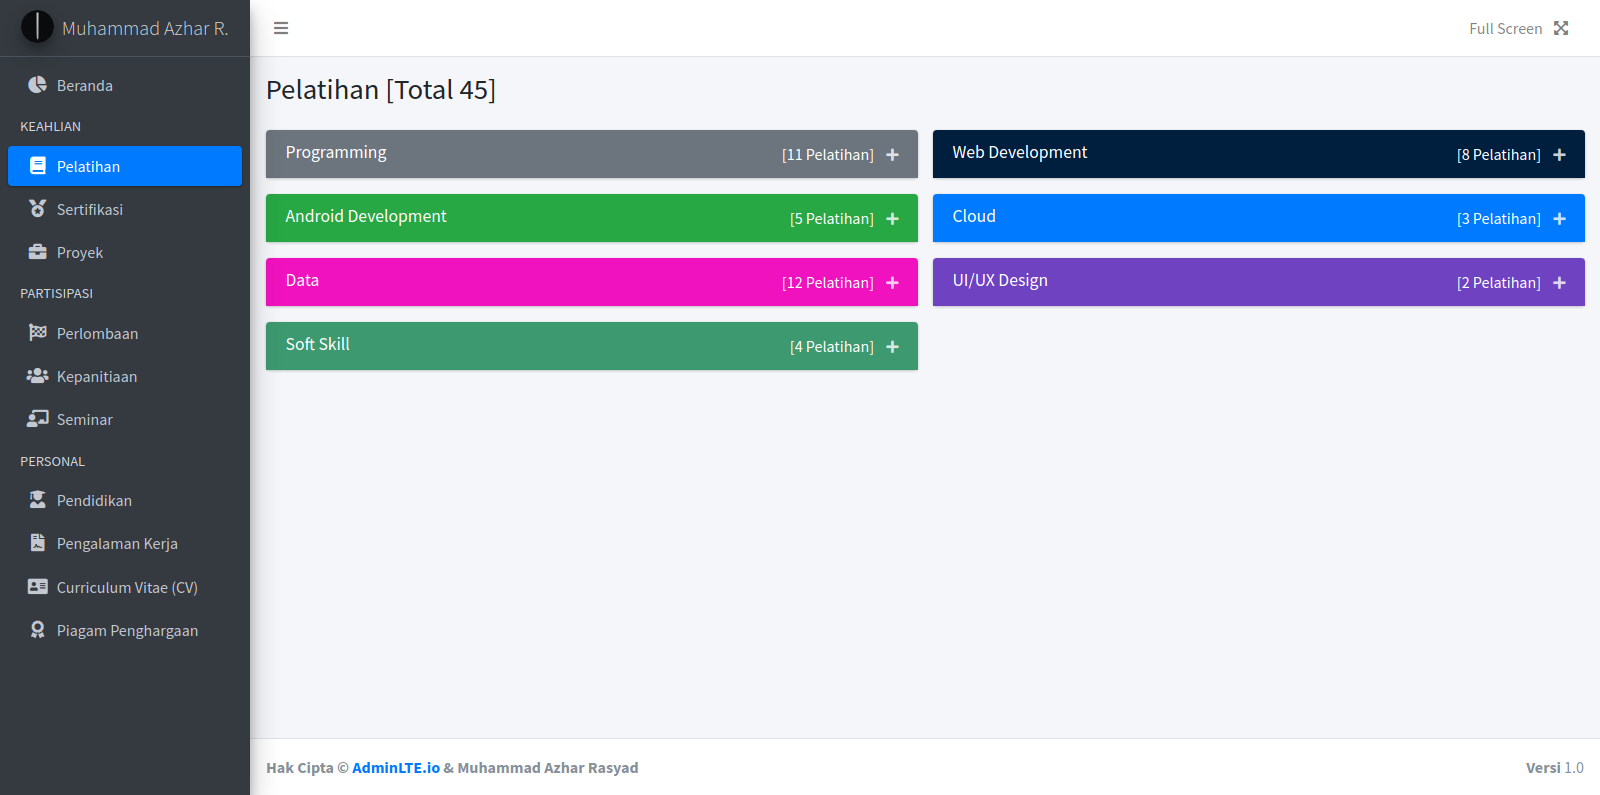 Muhammad Azhar R.
Full Screen
Beranda
KEAHLIAN
Pelatihan
Sertifikasi
Proyek
PARTISIPASI
Perlombaan
Kepanitiaan
Seminar
PERSONAL
Pendidikan
Pengalaman Kerja
Curriculum Vitae (CV)
Piagam Penghargaan
Pelatihan [Total 45]
Programming [11 Pelatihan]
Web Development [8 Pelatihan]
Android Development [5 Pelatihan]
Cloud [3 Pelatihan]
Data [12 Pelatihan]
UI/UX Design [2 Pelatihan]
Soft Skill [4 Pelatihan]
Hak Cipta © AdminLTE.io & Muhammad Azhar Rasyad
Versi 1.0